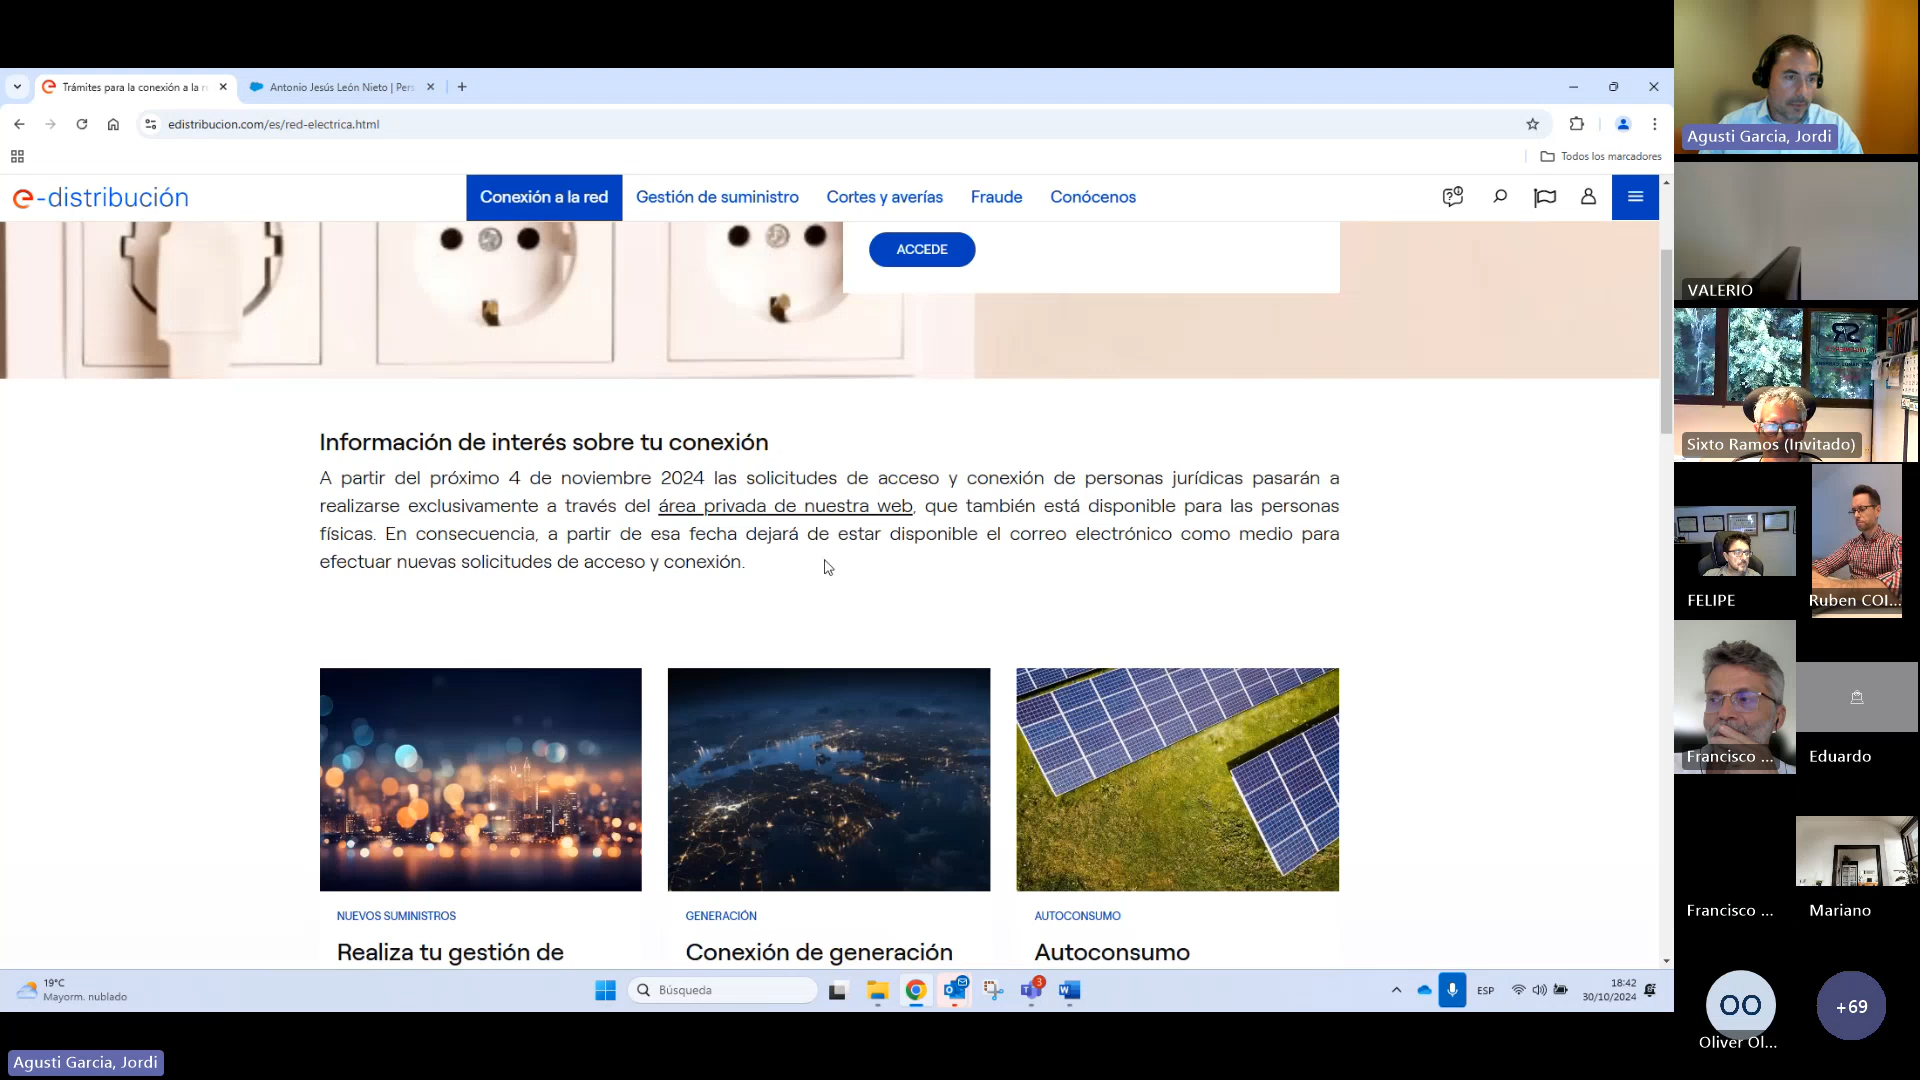 Trámites para la conexión a la r
Antonio Jesús León Nieto | Pers
edistribucion.com/es/red-electrica.html
Todos los marcadores
e-distribución
Conexión a la red
Gestión de suministro
Cortes y averías
Fraude
Conócenos
ACCEDE
Información de interés sobre tu conexión
A partir del próximo 4 de noviembre 2024 las solicitudes de acceso y conexión de personas jurídicas pasarán a
realizarse exclusivamente a través del área privada de nuestra web, que también está disponible para las personas
físicas. En consecuencia, a partir de esa fecha dejará de estar disponible el correo electrónico como medio para
efectuar nuevas solicitudes de acceso y conexión.
NUEVOS SUMINISTROS
Realiza tu gestión de
GENERACIÓN
Conexión de generación
AUTOCONSUMO
Autoconsumo
19°C
Mayorm. nublado
Búsqueda
3
ESP
18:42
30/10/2024
Agusti Garcia, Jordi
Agusti Garcia, Jordi
VALERIO
Sixto Ramos (Invitado)
FELIPE
Ruben COI...
Francisco ...
Eduardo
Francisco ...
Mariano
OO
Oliver Ol...
+69